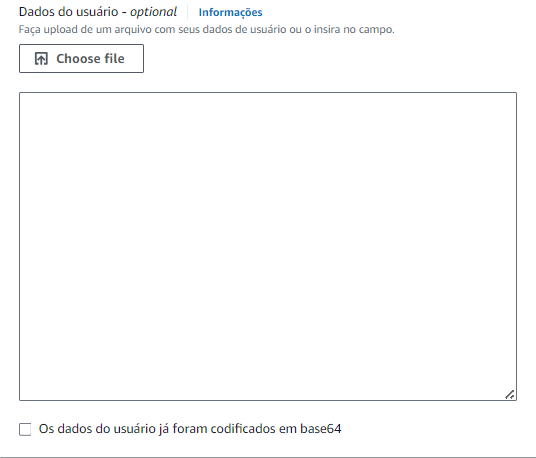 Dados do usuário - optional Informações
Faça upload de um arquivo com seus dados de usuário ou o insira no campo.
Choose file
Os dados do usuário já foram codificados em base64